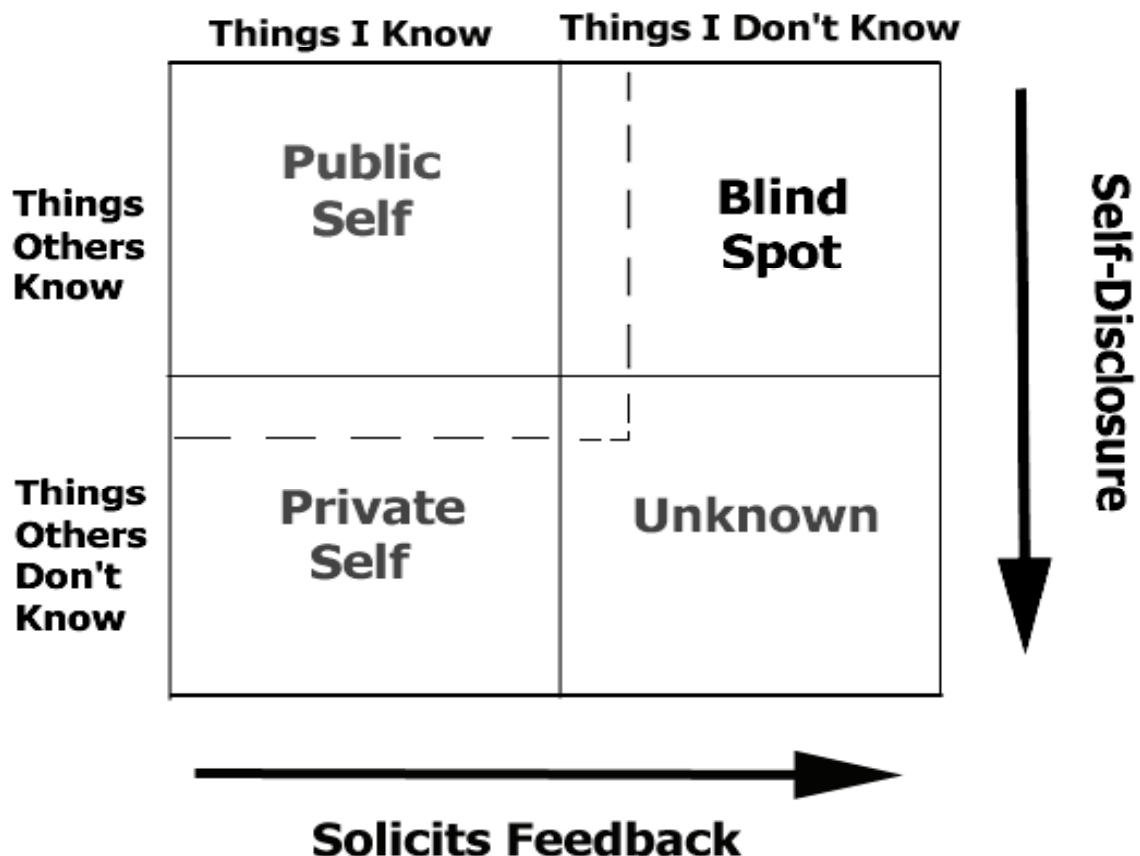 Things I Know
Things I Don't Know
Things
Others
Know
Public
Self
Blind
Spot
Self-Disclosure
Things
Others
Don't
Know
Private
Self
Unknown
Solicits Feedback